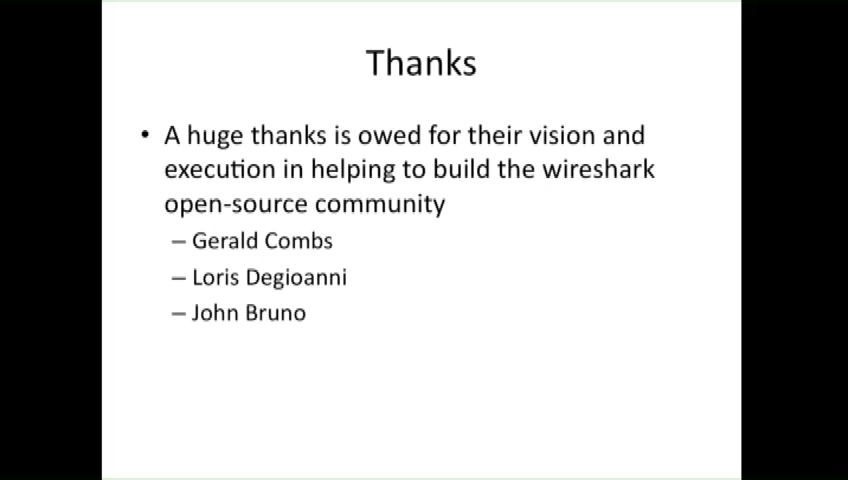 Thanks
• A huge thanks is owed for their vision and
execution in helping to build the wireshark
open-source community
– Gerald Combs
– Loris Degioanni
– John Bruno